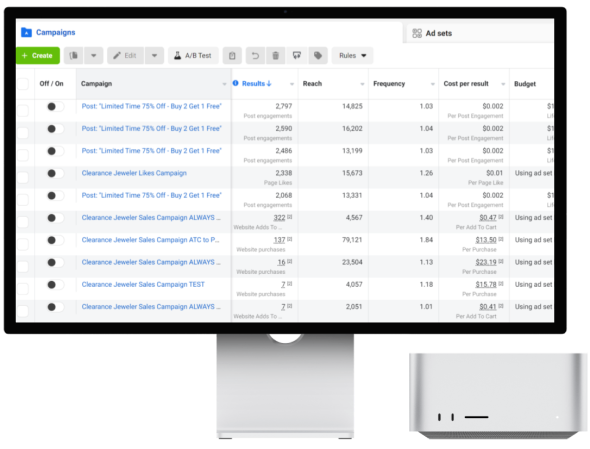 Campaigns
Ad sets
+ Create
Edit
A/B Test
Rules
Off / On Campaign Results ↓ Reach Frequency Cost per result Budget
Post: "Limited Time 75% Off - Buy 2 Get 1 Free" 2,797 14,825 1.03 $0.002 $1
Post engagements Per Post Engagement Lif
Post: "Limited Time 75% Off - Buy 2 Get 1 Free" 2,590 16,202 1.04 $0.002 $1
Post engagements Per Post Engagement Lif
Post: "Limited Time 75% Off - Buy 2 Get 1 Free" 2,486 13,199 1.03 $0.002 $1
Post engagements Per Post Engagement Lif
Clearance Jeweler Likes Campaign 2,338 15,673 1.26 $0.01 Using ad set
Page Likes Per Page Like
Post: "Limited Time 75% Off - Buy 2 Get 1 Free" 2,068 13,331 1.04 $0.002 $1
Post engagements Per Post Engagement Lif
Clearance Jeweler Sales Campaign ALWAYS ... 322 4,567 1.40 $0.47 Using ad set
Website Adds To ... Per Add To Cart
Clearance Jeweler Sales Campaign ATC to P... 137 79,121 1.84 $13.50 Using ad set
Website purchases Per Purchase
Clearance Jeweler Sales Campaign ALWAYS ... 16 23,504 1.13 $23.19 Using ad set
Website purchases Per Purchase
Clearance Jeweler Sales Campaign TEST 7 4,057 1.18 $15.78 Using ad set
Website purchases Per Purchase
Clearance Jeweler Sales Campaign ALWAYS ... 7 2,051 1.01 $0.41 Using ad set
Website Adds To ... Per Add To Cart